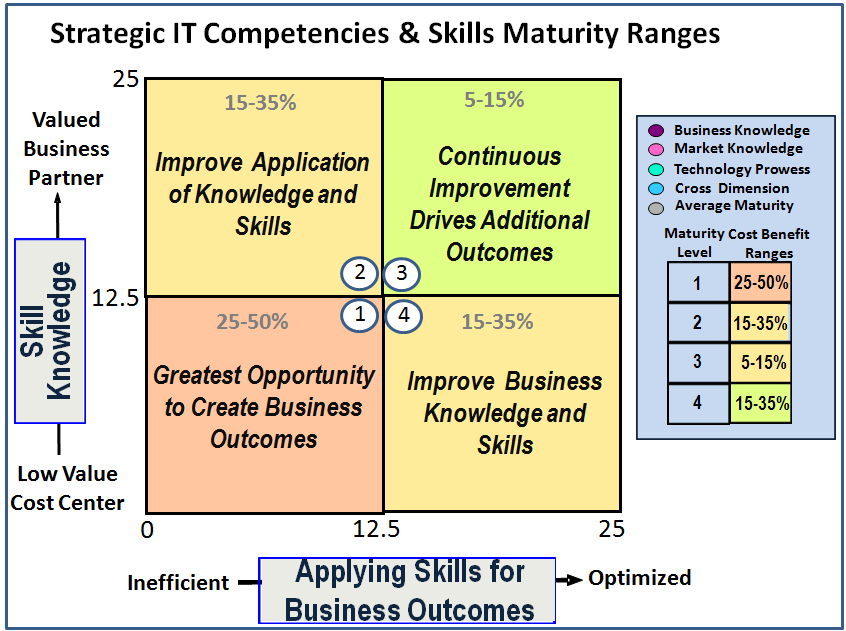 Strategic IT Competencies & Skills Maturity Ranges
25
Valued
Business
Partner
Skill
Knowledge
Low Value
Cost Center
12.5
15-35%
Improve Application
of Knowledge and
Skills
2
5-15%
Continuous
Improvement
Drives Additional
Outcomes
3
25-50%
1
Greatest Opportunity
to Create Business
Outcomes
4
15-35%
Improve Business
Knowledge and
Skills
0
12.5
25
Inefficient
Applying Skills for
Business Outcomes
Optimized
Business Knowledge
Market Knowledge
Technology Prowess
Cross Dimension
Average Maturity
Maturity Level
Cost Benefit Ranges
1 25-50%
2 15-35%
3 5-15%
4 15-35%